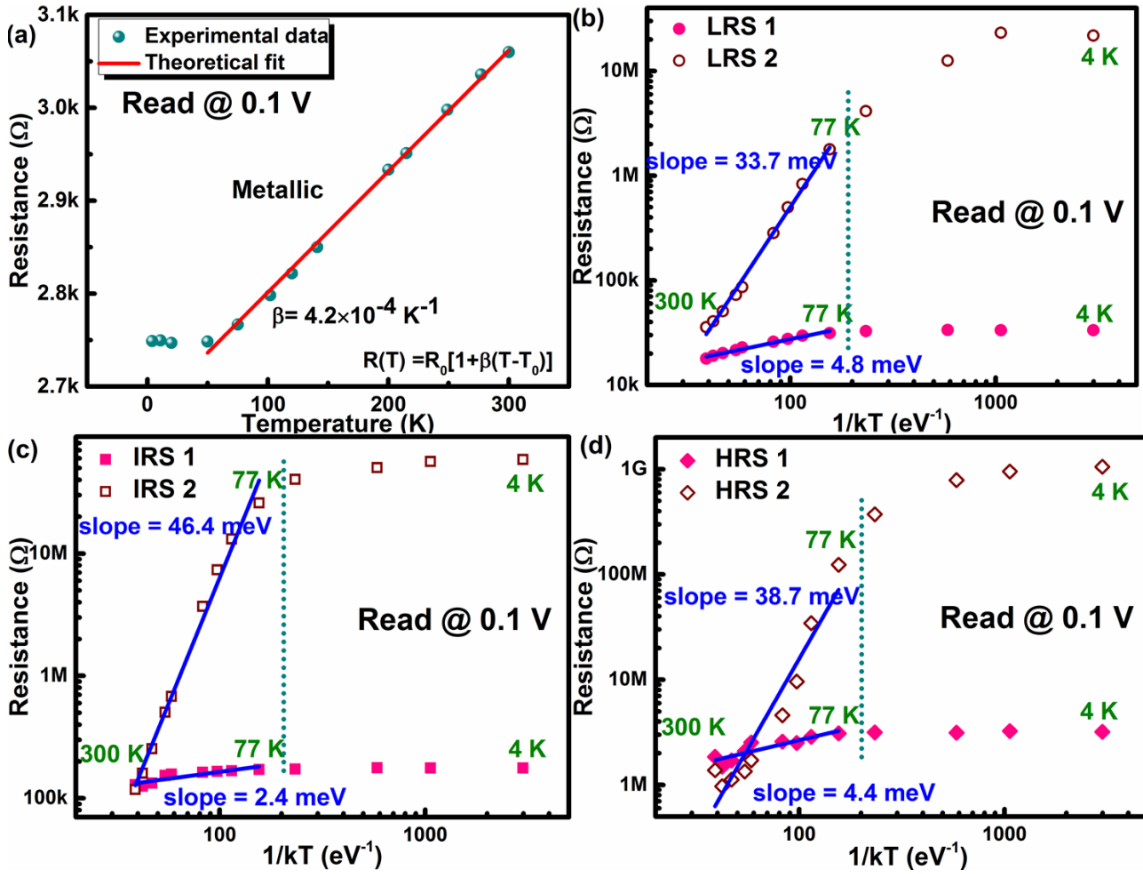 (a)
Experimental data
Theoretical fit
Read @ 0.1 V
Metallic
β= 4.2×10⁻⁴ K⁻¹
R(T) =R₀[1+β(T-T₀)]
3.1k
3.0k
2.9k
2.8k
2.7k
Resistance (Ω)
0 100 200 300
Temperature (K)
(b)
LRS 1
LRS 2
4 K
77 K
slope = 33.7 meV
Read @ 0.1 V
300 K
77 K
4 K
slope = 4.8 meV
10M
1M
100k
10k
Resistance (Ω)
100 1000
1/kT (eV⁻¹)
(c)
IRS 1
IRS 2
77 K
4 K
slope = 46.4 meV
Read @ 0.1 V
300 K
77 K
4 K
slope = 2.4 meV
10M
1M
100k
Resistance (Ω)
100 1000
1/kT (eV⁻¹)
(d)
HRS 1
HRS 2
4 K
77 K
slope = 38.7 meV
Read @ 0.1 V
300 K
77 K
4 K
slope = 4.4 meV
1G
100M
10M
1M
Resistance (Ω)
100 1000
1/kT (eV⁻¹)